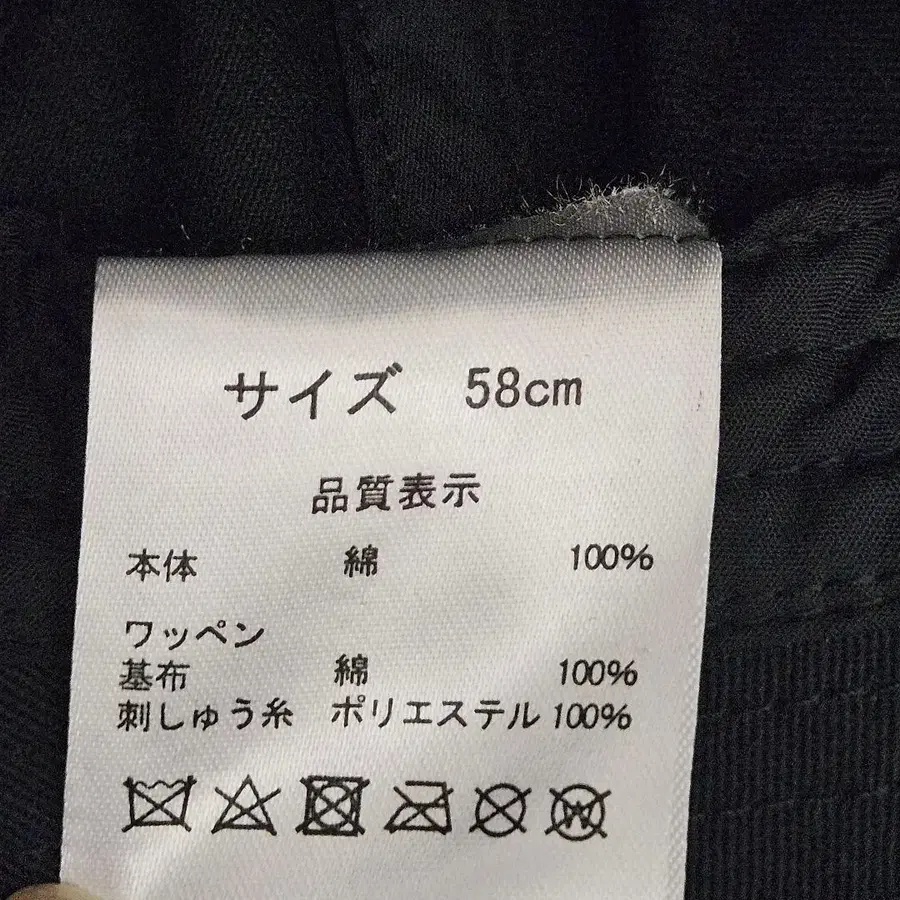 サイズ 58cm
品質表示
本体 綿 100%
ワッペン
基布 綿 100%
刺しゅう糸 ポリエステル 100%
W